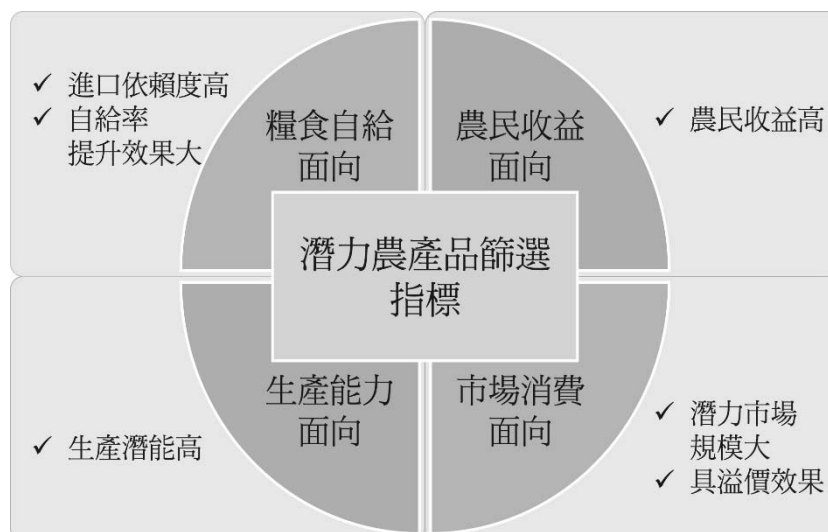 ✓ 進口依賴度高
✓ 自給率
提升效果大
糧食自給
面向
農民收益
面向
✓ 農民收益高
潛力農產品篩選
指標
✓ 生產潛能高
生產能力
面向
市場消費
面向
✓ 潛力市場
規模大
✓ 具溢價效果